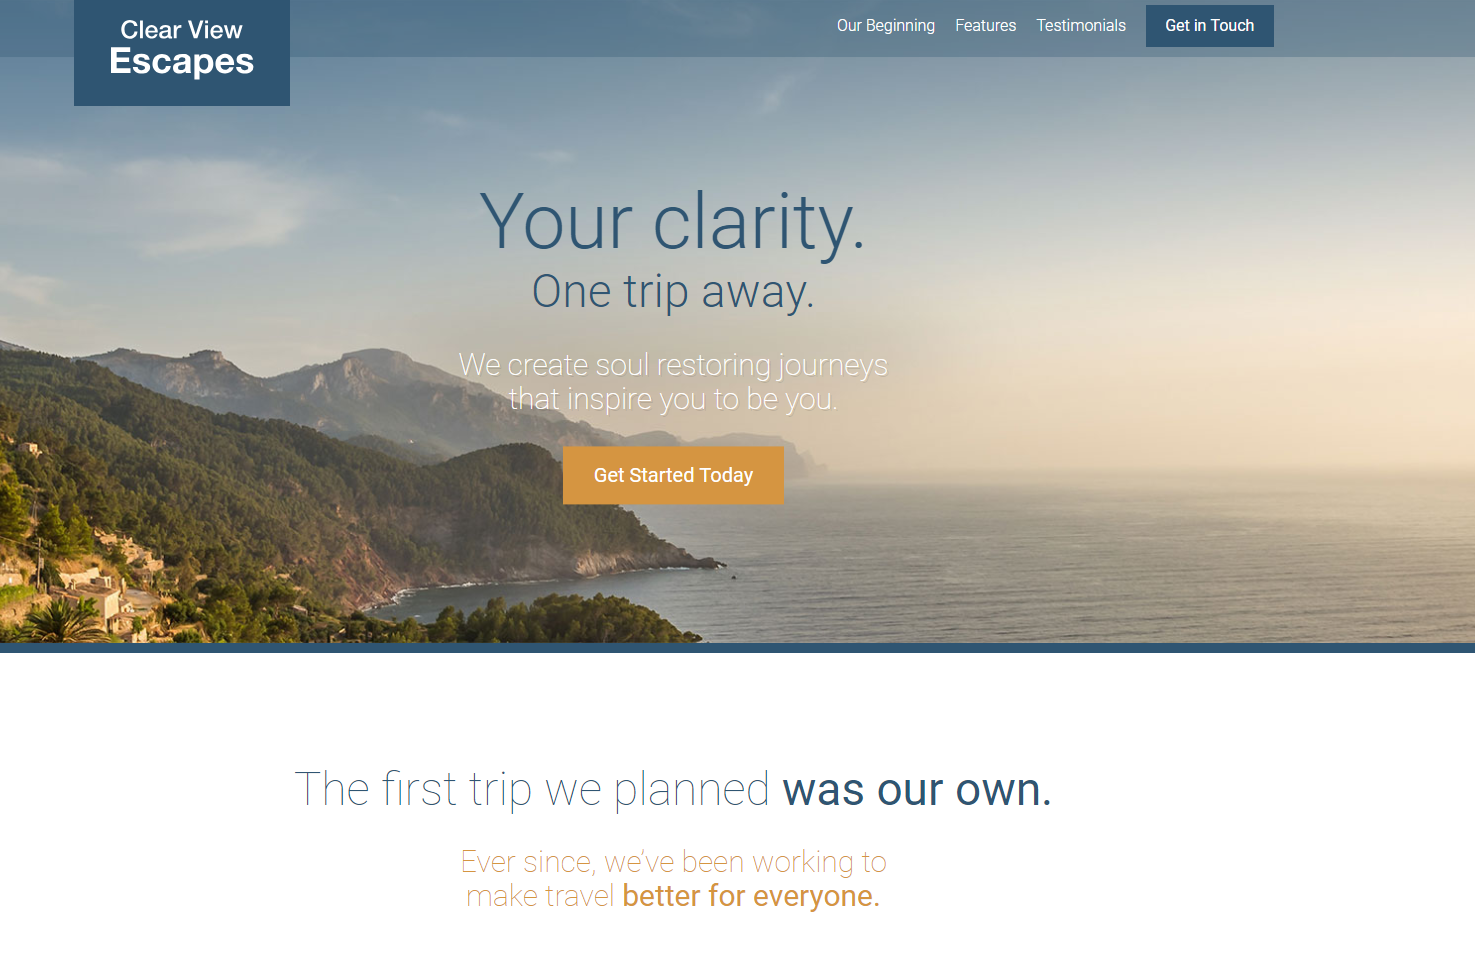 Clear View
Escapes
Our Beginning Features Testimonials Get in Touch
Your clarity.
One trip away.
We create soul restoring journeys
that inspire you to be you.
Get Started Today
The first trip we planned was our own.
Ever since, we’ve been working to
make travel better for everyone.